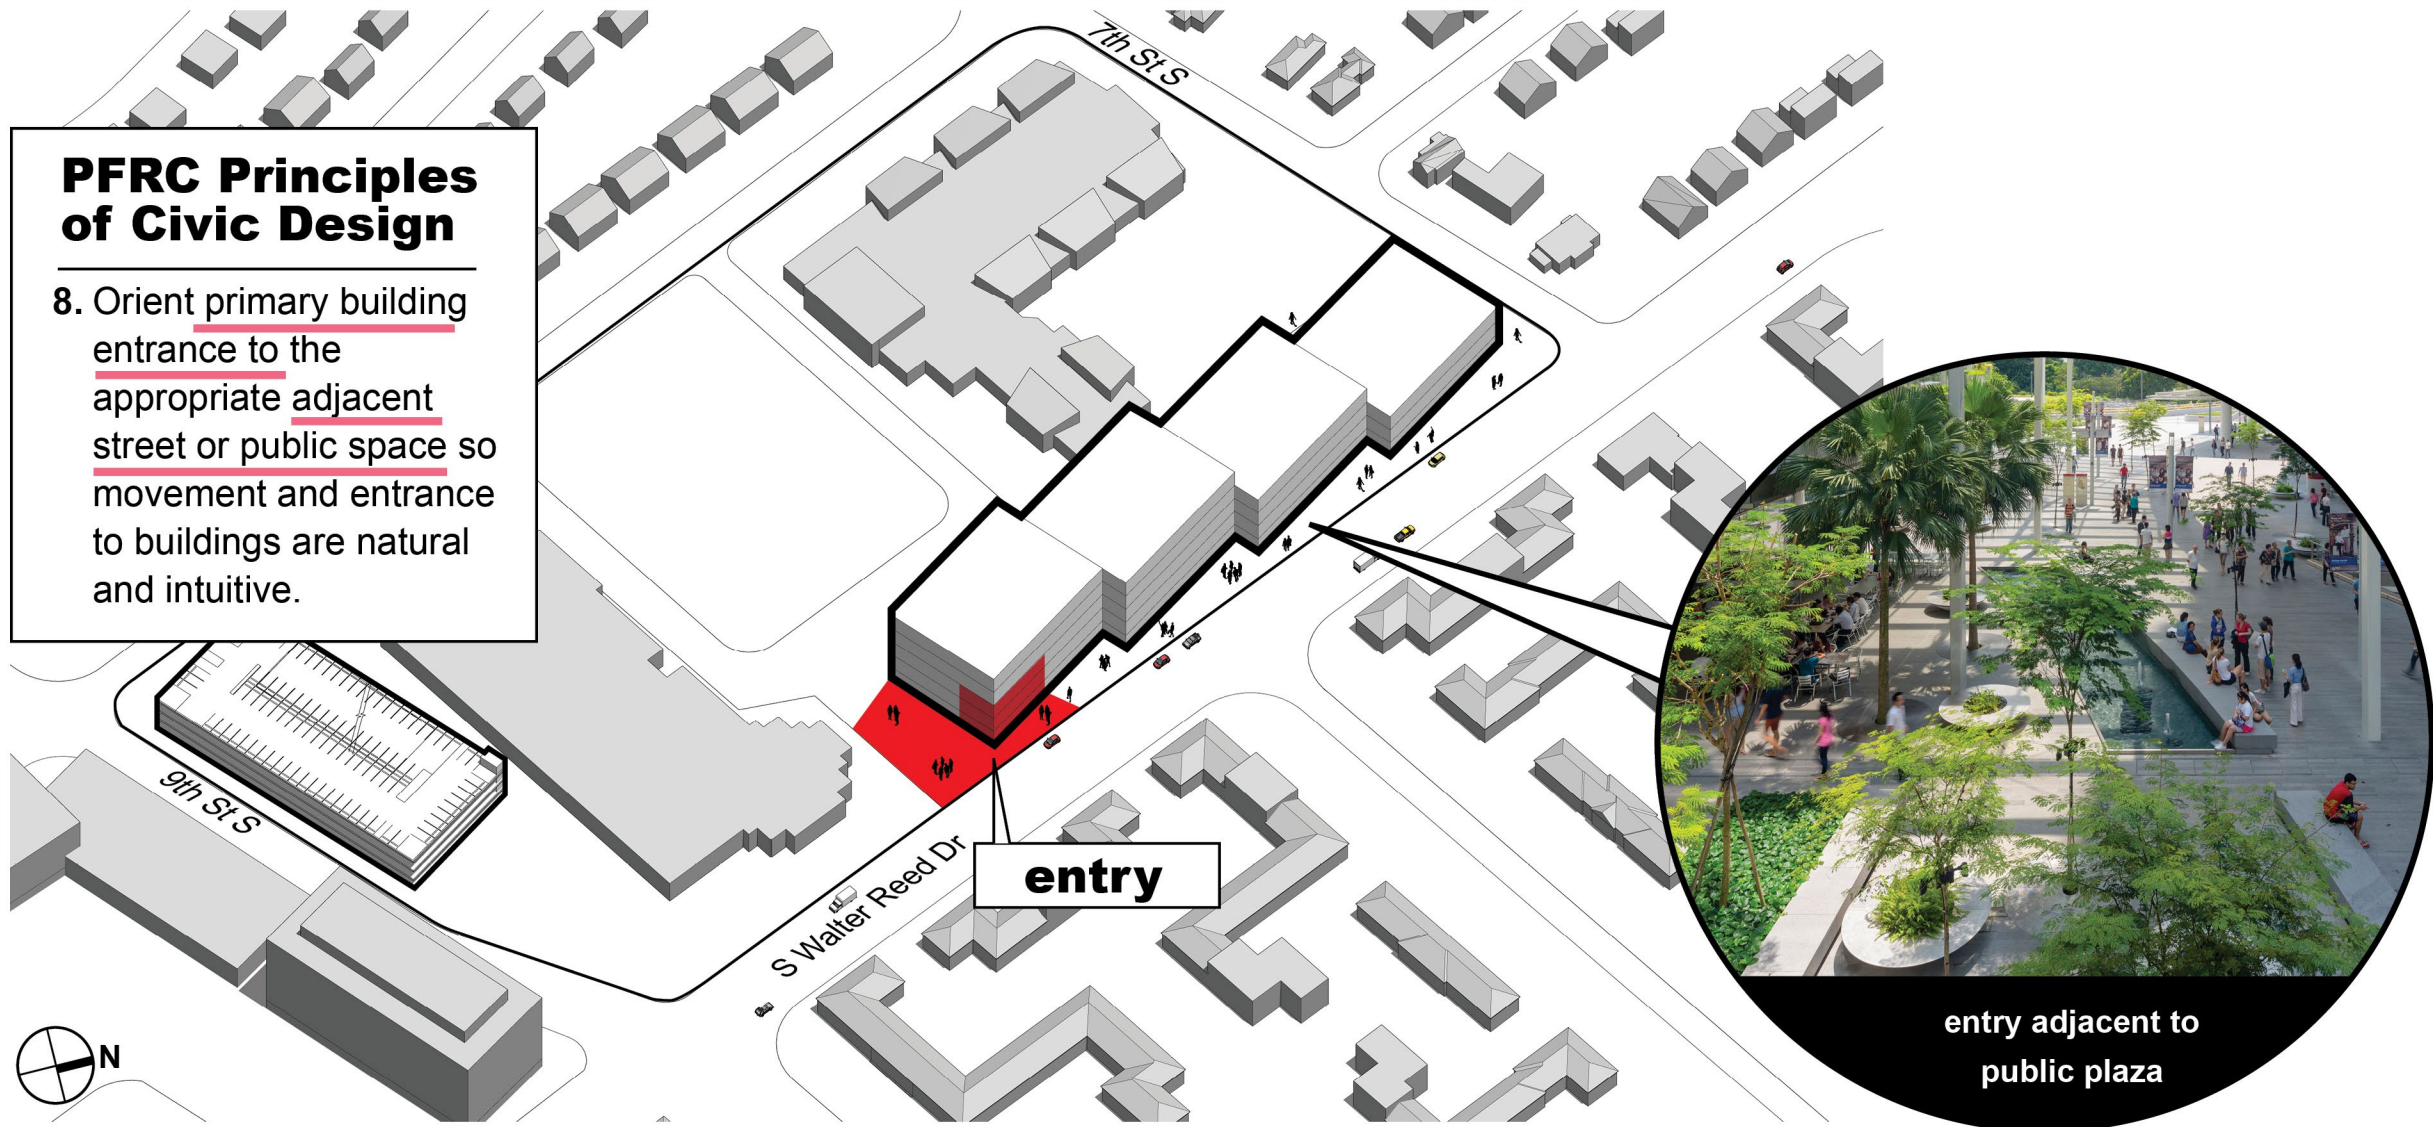 7th St S
PFRC Principles
of Civic Design
8. Orient primary building
entrance to the
appropriate adjacent
street or public space so
movement and entrance
to buildings are natural
and intuitive.
9th St S
S Walter Reed Dr
entry
N
entry adjacent to
public plaza